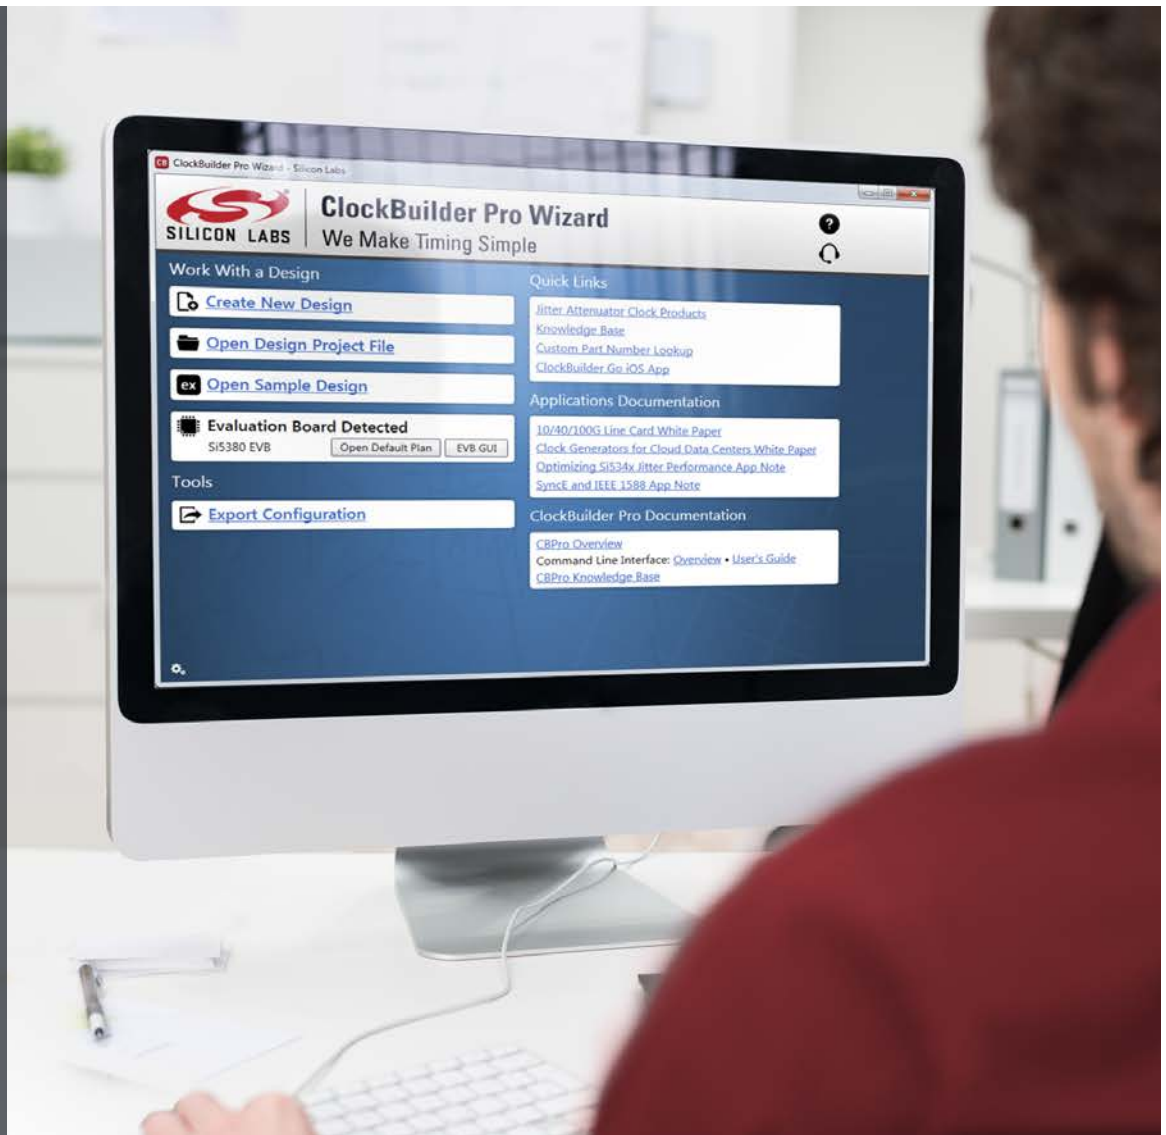 CB ClockBuilder Pro Wizard - Silicon Labs
SILICON LABS
ClockBuilder Pro Wizard
We Make Timing Simple
?
Work With a Design
Create New Design
Open Design Project File
ex Open Sample Design
Evaluation Board Detected
Si5380 EVB
Open Default Plan
EVB GUI
Tools
Export Configuration
Quick Links
Jitter Attenuator Clock Products
Knowledge Base
Custom Part Number Lookup
ClockBuilder Go iOS App
Applications Documentation
10/40/100G Line Card White Paper
Clock Generators for Cloud Data Centers White Paper
Optimizing Si534x Jitter Performance App Note
SyncE and IEEE 1588 App Note
ClockBuilder Pro Documentation
CBPro Overview
Command Line Interface: Overview • User's Guide
CBPro Knowledge Base